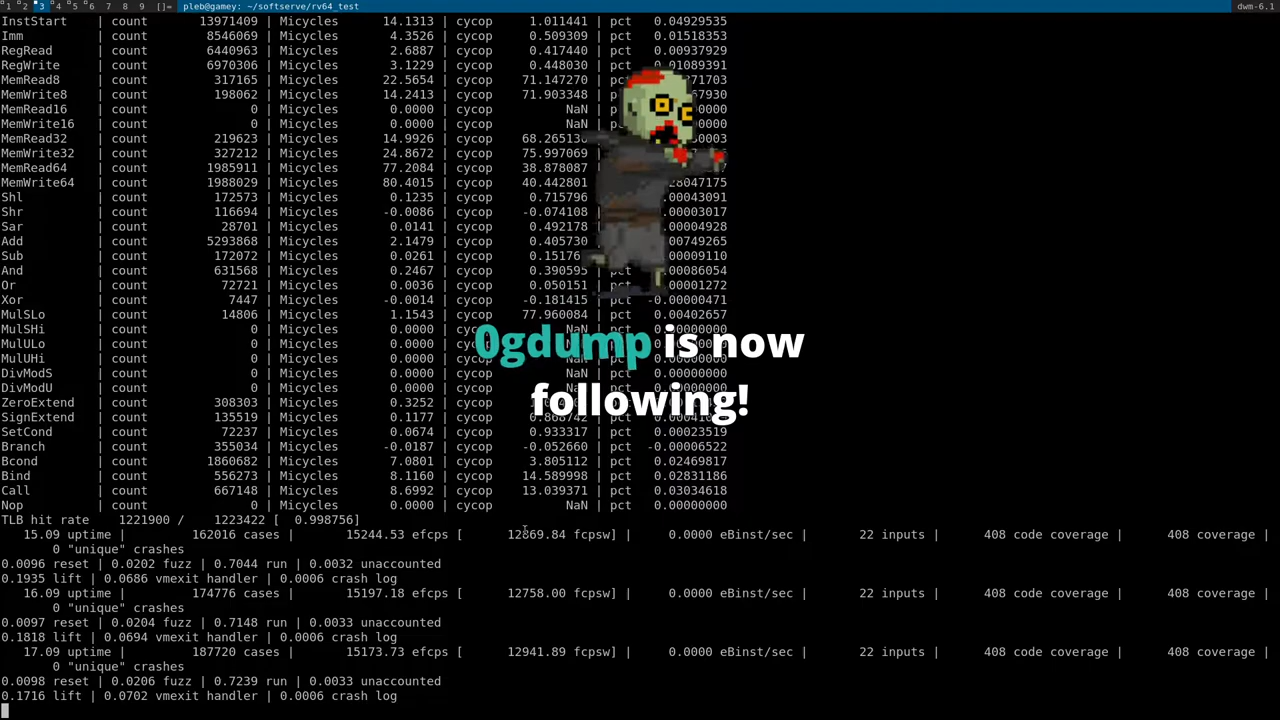 1 2 3 4 5 6 7 8 9 []= pleb@gamey: ~/softserve/rv64_test dwm-6.1
InstStart | count 13971409 | Micycles 14.1313 | cycop 1.011441 | pct 0.04929535
Imm | count 8546069 | Micycles 4.3526 | cycop 0.509309 | pct 0.01518353
RegRead | count 6440963 | Micycles 2.6887 | cycop 0.417440 | pct 0.00937929
RegWrite | count 6970306 | Micycles 3.1229 | cycop 0.448030 | pct 0.01089391
MemRead8 | count 317165 | Micycles 22.5654 | cycop 71.147270
MemWrite8 | count 198062 | Micycles 14.2413 | cycop 71.903348
MemRead16 | count 0 | Micycles 0.0000 | cycop NaN
MemWrite16 | count 0 | Micycles 0.0000 | cycop NaN
MemRead32 | count 219623 | Micycles 14.9926 | cycop
MemWrite32 | count 327212 | Micycles 24.8672 | cycop 75.997069
MemRead64 | count 1985911 | Micycles 77.2084 | cycop 38.878087
MemWrite64 | count 1988029 | Micycles 80.4015 | cycop 40.442801
Shl | count 172573 | Micycles 0.1235 | cycop 0.715796
Shr | count 116694 | Micycles -0.0086 | cycop -0.074108
Sar | count 28701 | Micycles 0.0141 | cycop 0.492178
Add | count 5293868 | Micycles 2.1479 | cycop 0.405730
Sub | count 172072 | Micycles 0.0261 | cycop
And | count 631568 | Micycles 0.2467 | cycop 0.390595
Or | count 72721 | Micycles 0.0036 | cycop 0.050151
Xor | count 7447 | Micycles -0.0014 | cycop -0.181415 | pct -0.00000471
MulSLo | count 14806 | Micycles 1.1543 | cycop 77.960084 | pct 0.00402657
MulSHi | count 0 | Micycles 0.0000 | cycop NaN
MulULo | count 0 | Micycles 0.0000
MulUHi | count 0 | Micycles 0.0000
0gdump is now
DivModS | count 0 | Micycles 0.0000 | cycop NaN | pct 0.00000000
DivModU | count 0 | Micycles 0.0000 | cycop
ZeroExtend | count 308303 | Micycles 0.3252 | cycop
following!
SignExtend | count 135519 | Micycles 0.1177 | cycop 0.868742 | pct
SetCond | count 72237 | Micycles 0.0674 | cycop 0.933317 | pct 0.00023519
Branch | count 355034 | Micycles -0.0187 | cycop -0.052660 | pct -0.00006522
Bcond | count 1860682 | Micycles 7.0801 | cycop 3.805112 | pct 0.02469817
Bind | count 556273 | Micycles 8.1160 | cycop 14.589998 | pct 0.02831186
Call | count 667148 | Micycles 8.6992 | cycop 13.039371 | pct 0.03034618
Nop | count 0 | Micycles 0.0000 | cycop NaN | pct 0.00000000
TLB hit rate 1221900 / 1223422 [ 0.998756]
15.09 uptime | 162016 cases | 15244.53 efcps [ 12869.84 fcpsw] | 0.0000 eBinst/sec | 22 inputs | 408 code coverage | 408 coverage |
0 "unique" crashes
0.0096 reset | 0.0202 fuzz | 0.7044 run | 0.0032 unaccounted
0.1935 lift | 0.0686 vmexit handler | 0.0006 crash log
16.09 uptime | 174776 cases | 15197.18 efcps [ 12758.00 fcpsw] | 0.0000 eBinst/sec | 22 inputs | 408 code coverage | 408 coverage |
0 "unique" crashes
0.0097 reset | 0.0204 fuzz | 0.7148 run | 0.0033 unaccounted
0.1818 lift | 0.0694 vmexit handler | 0.0006 crash log
17.09 uptime | 187720 cases | 15173.73 efcps [ 12941.89 fcpsw] | 0.0000 eBinst/sec | 22 inputs | 408 code coverage | 408 coverage |
0 "unique" crashes
0.0098 reset | 0.0206 fuzz | 0.7239 run | 0.0033 unaccounted
0.1716 lift | 0.0702 vmexit handler | 0.0006 crash log